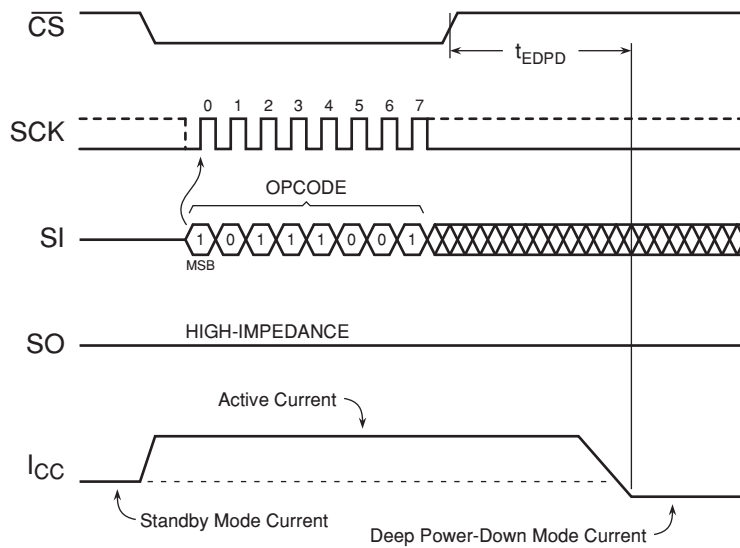 CS
tEDPD
0 1 2 3 4 5 6 7
SCK
OPCODE
SI
1 0 1 1 1 0 0 1
MSB
HIGH-IMPEDANCE
SO
Active Current
ICC
Standby Mode Current
Deep Power-Down Mode Current